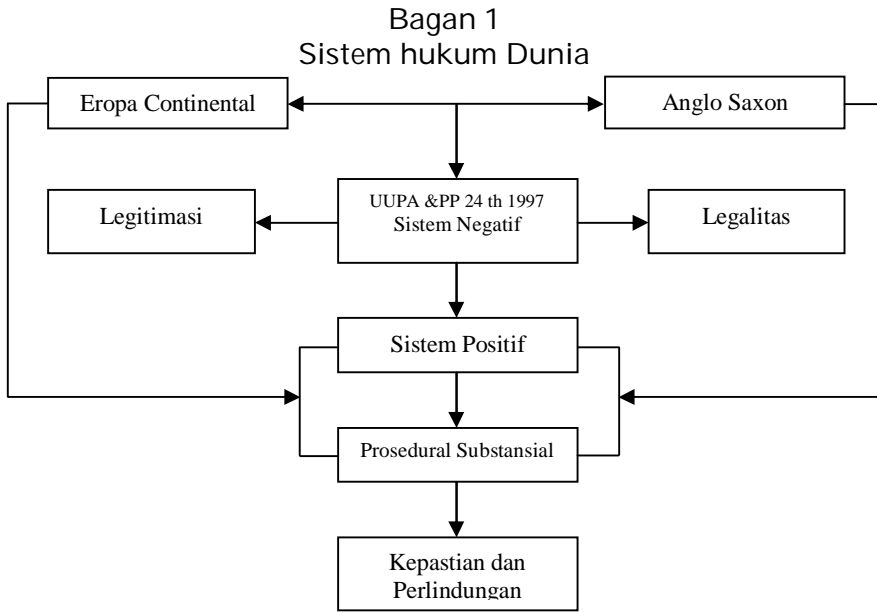 Bagan 1
Sistem hukum Dunia
Eropa Continental
Anglo Saxon
Legitimasi
UUPA &PP 24 th 1997
Sistem Negatif
Legalitas
Sistem Positif
Prosedural Substansial
Kepastian dan
Perlindungan